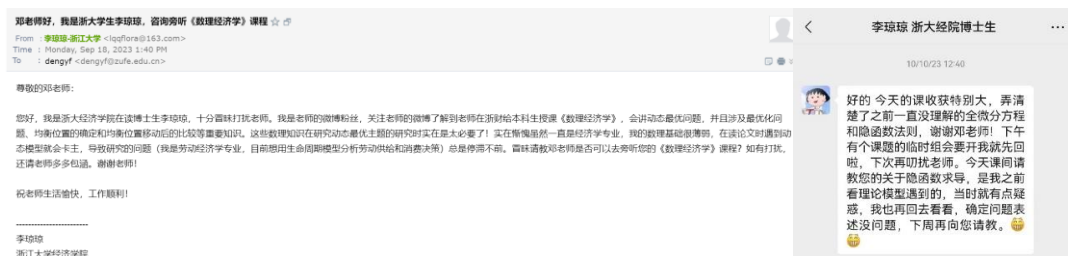 邓老师好，我是浙大学生李琼琼，咨询旁听《数理经济学》课程
From ：李琼琼-浙江大学 <lqqflora@163.com>
Time ：Monday, Sep 18, 2023 1:40 PM
To ：dengyf <dengyf@zufe.edu.cn>
尊敬的邓老师：
您好，我是浙大经济学院在读博士生李琼琼，十分冒昧打扰老师。我是老师的微博粉丝，关注老师的微博了解到老师在浙财给本科生授课《数理经济学》，会讲动态最优问题，并且涉及最优化问
题、均衡位置的确定和均衡位置移动后的比较等重要知识。这些数理知识在研究动态最优主题的研究时实在是太必要了！实在惭愧虽然一直是经济学专业，我的数理基础很薄弱，在读论文时遇到动
态模型就会卡主，导致研究的问题（我是劳动经济学专业，目前想用生命周期模型分析劳动供给和消费决策）总是停滞不前。冒昧请教邓老师是否可以去旁听您的《数理经济学》课程？如有打扰，
还请老师多多包涵。谢谢老师！
祝老师生活愉快，工作顺利！
------------------------
李琼琼
浙江大学经济学院
李琼琼 浙大经院博士生
10/10/23 12:40
好的 今天的课收获特别大，弄清
楚了之前一直没理解的全微分方程
和隐函数法则，谢谢邓老师！下午
有个课题的临时组会要开我就先回
啦，下次再叨扰老师。今天课间请
教您的关于隐函数求导，是我之前
看理论模型遇到的，当时就有点疑
惑，我也再回去看看，确定问题表
述没问题，下周再向您请教。😁
😁